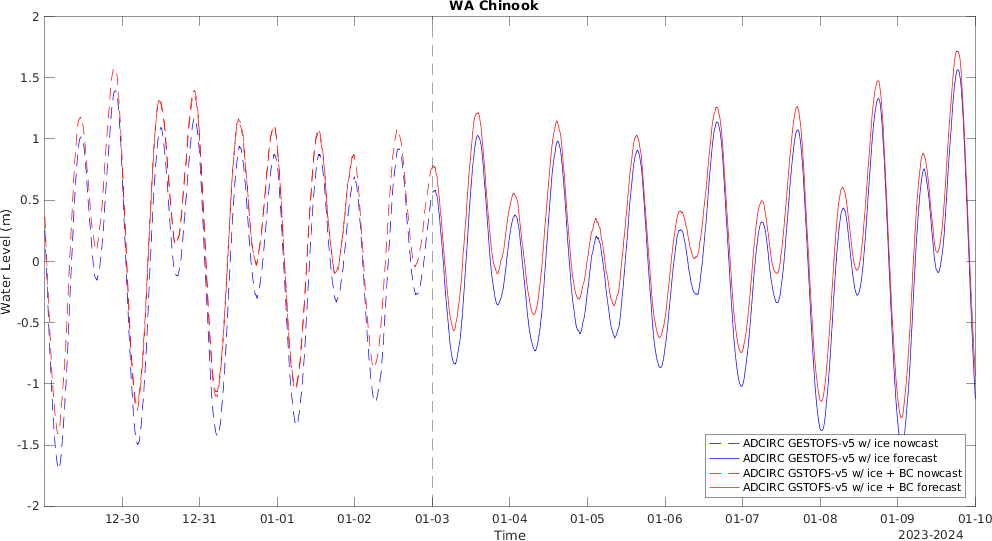 WA Chinook
2
1.5
1
0.5
0
-0.5
-1
-1.5
-2
Water Level (m)
12-30 12-31 01-01 01-02 01-03 01-04 01-05 01-06 01-07 01-08 01-09 01-10
Time
2023-2024
ADCIRC GESTOFS-v5 w/ ice nowcast
ADCIRC GESTOFS-v5 w/ ice forecast
ADCIRC GSTOFS-v5 w/ ice + BC nowcast
ADCIRC GSTOFS-v5 w/ ice + BC forecast